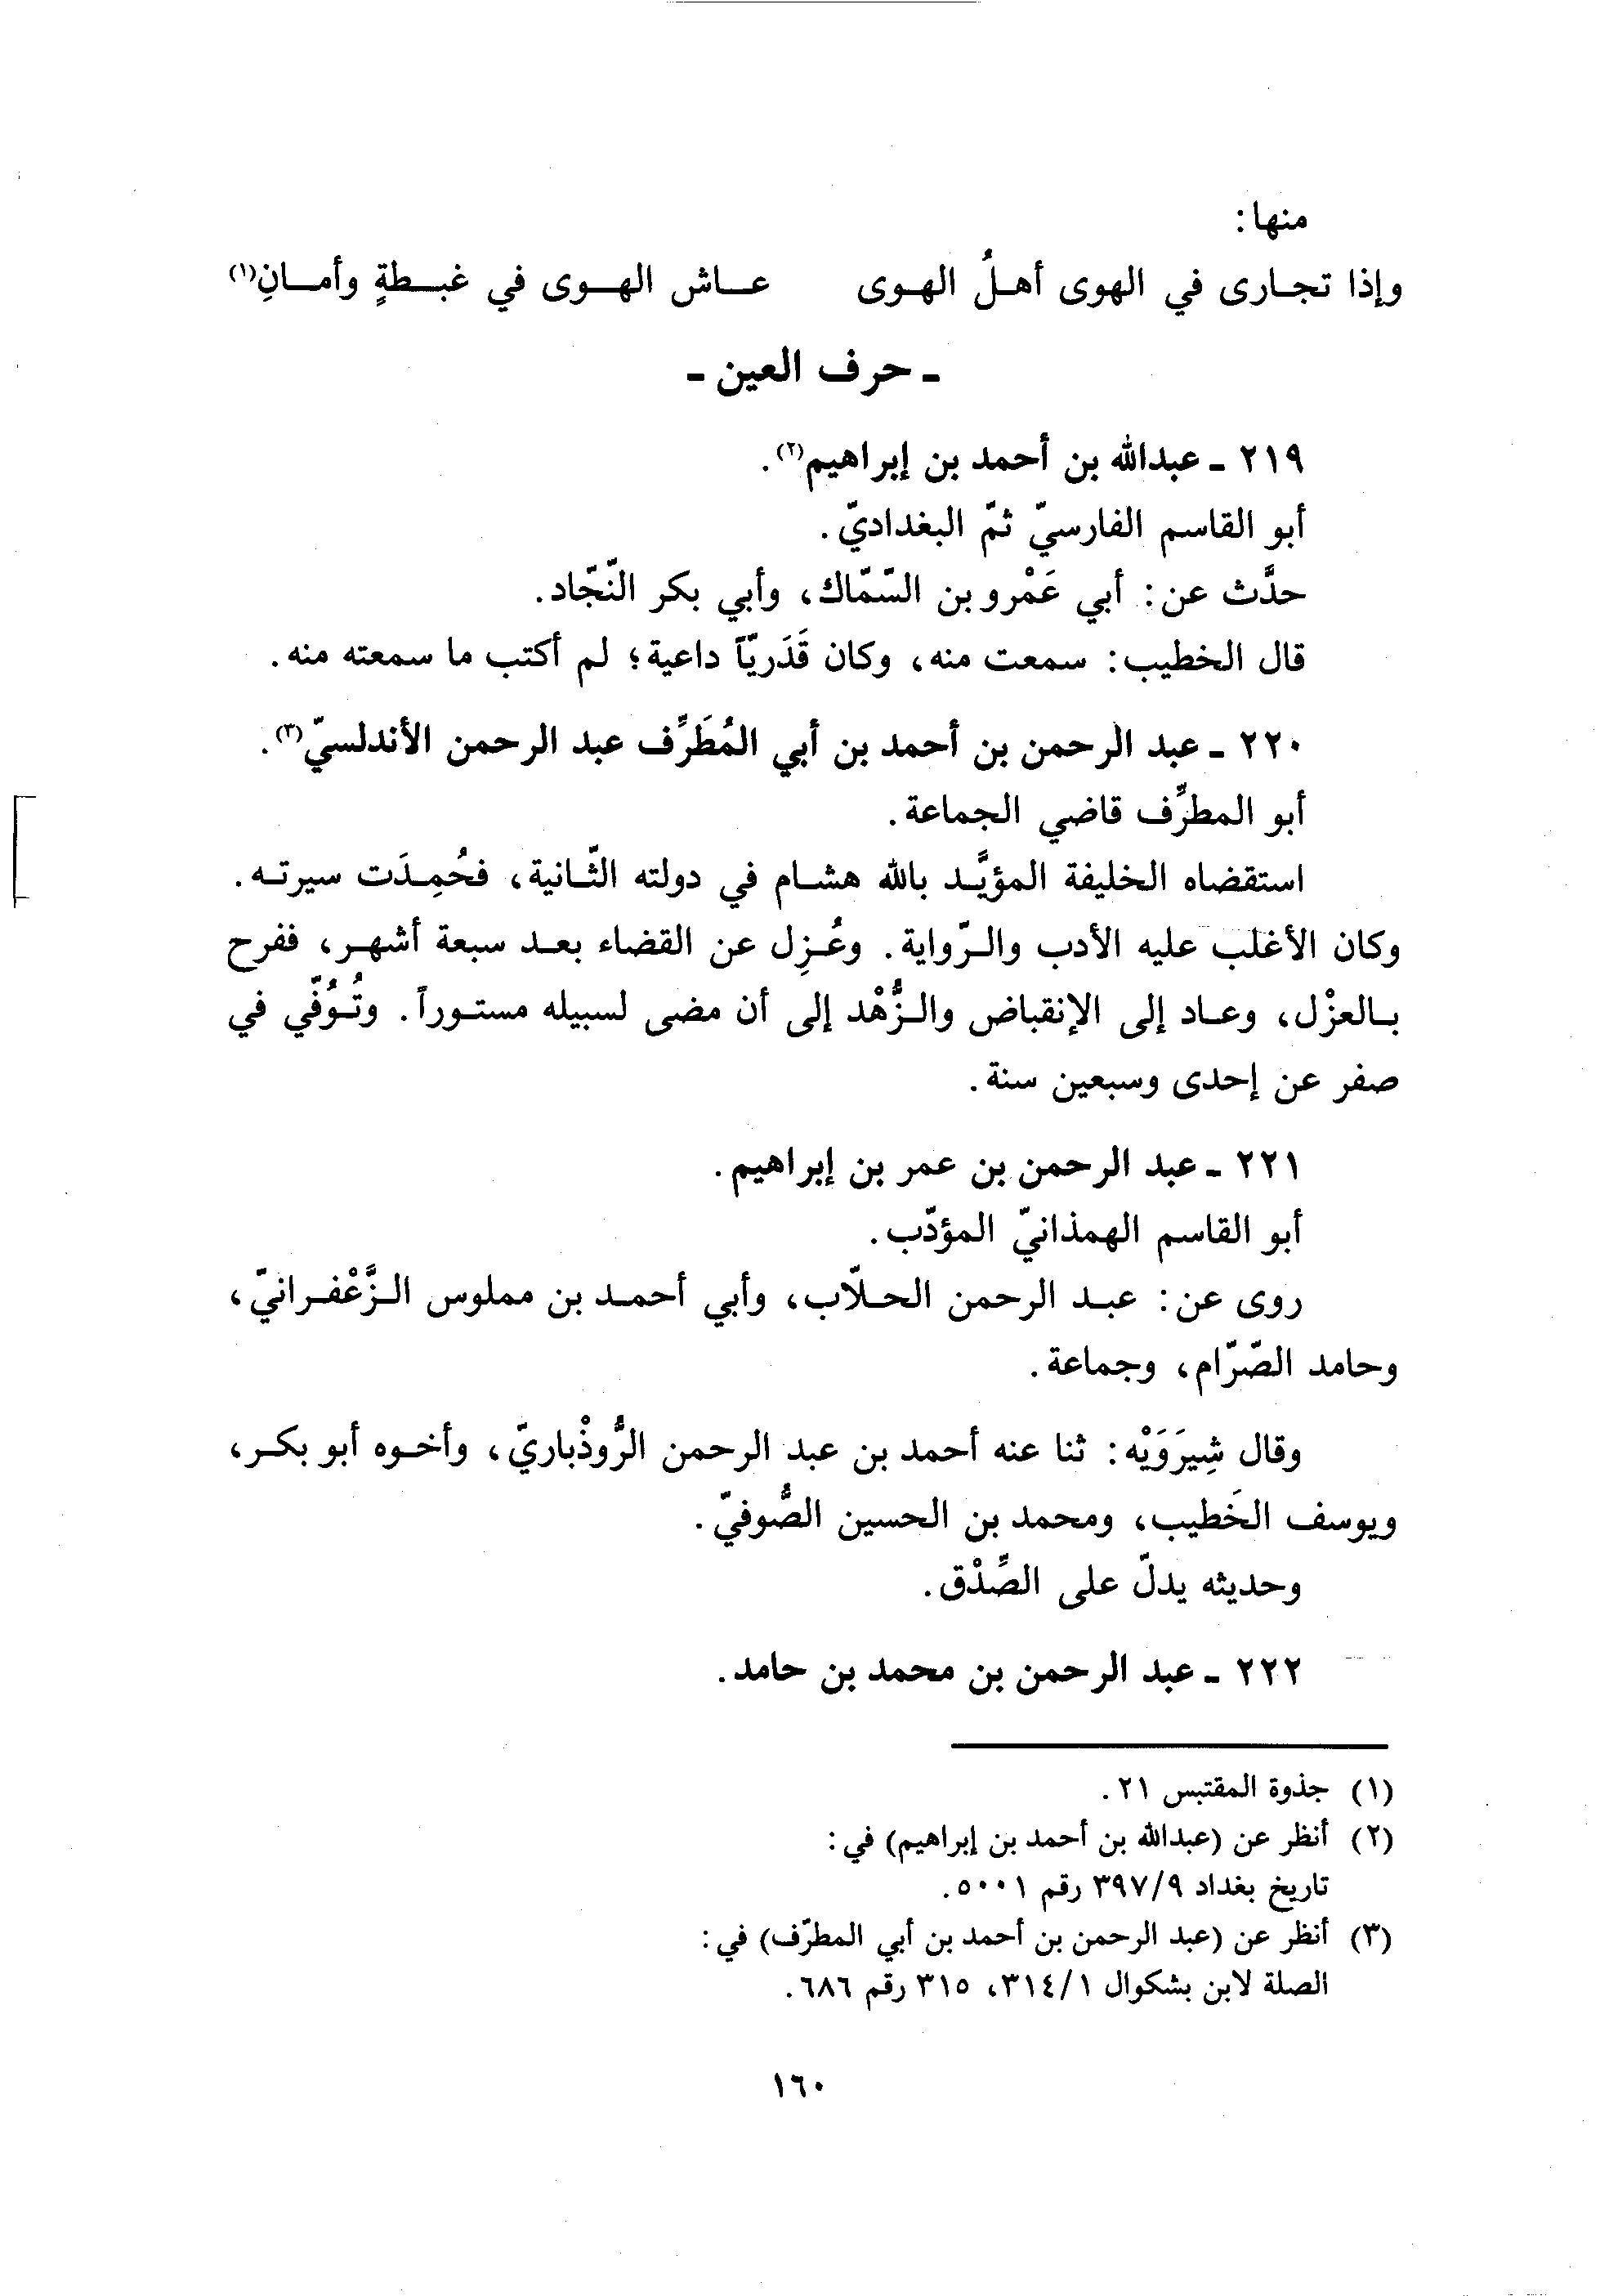 منها:
وإذا تجارى في الهوى أهلُ الهوى عاش الهوى في غبطةٍ وأمانِ(١)
ـ حرف العين ـ
٢١٩ ـ عبدالله بن أحمد بن إبراهيم(٢).
أبو القاسم الفارسيّ ثمّ البغداديّ.
حدَّث عن: أبي عَمْرو بن السّمّاك، وأبي بكر النّجّاد.
قال الخطيب: سمعت منه، وكان قَدَريّاً داعية؛ لم أكتب ما سمعته منه.
٢٢٠ ـ عبد الرحمن بن أحمد بن أبي المُطَرِّف عبد الرحمن الأندلسيّ(٣).
أبو المطرِّف قاضي الجماعة.
استقضاه الخليفة المؤيَّد بالله هشام في دولته الثّانية، فحُمِدَت سيرته.
وكان الأغلب عليه الأدب والرّواية. وعُزِل عن القضاء بعد سبعة أشهر، ففرح
بالعزْل، وعاد إلى الإنقباض والزُّهْد إلى أن مضى لسبيله مستوراً. وتُوُفّي في
صفر عن إحدى وسبعين سنة.
٢٢١ ـ عبد الرحمن بن عمر بن إبراهيم.
أبو القاسم الهمذانيّ المؤدّب.
روى عن: عبد الرحمن الحلّاب، وأبي أحمد بن مملوس الزَّعْفرانيّ،
وحامد الصّرّام، وجماعة.
وقال شِيرَوَيْه: ثنا عنه أحمد بن عبد الرحمن الرُّوذْباريّ، وأخوه أبو بكر،
ويوسف الخَطيب، ومحمد بن الحسين الصُّوفيّ.
وحديثه يدلّ على الصِّدْق.
٢٢٢ ـ عبد الرحمن بن محمد بن حامد.
(١) جذوة المقتبس ٢١.
(٢) أنظر عن (عبدالله بن أحمد بن إبراهيم) في:
تاريخ بغداد ٣٩٧/٩ رقم ٥٠٠١.
(٣) أنظر عن (عبد الرحمن بن أحمد بن أبي المطرّف) في:
الصلة لابن بشكوال ٣١٤/١، ٣١٥ رقم ٦٨٦.
١٦٠